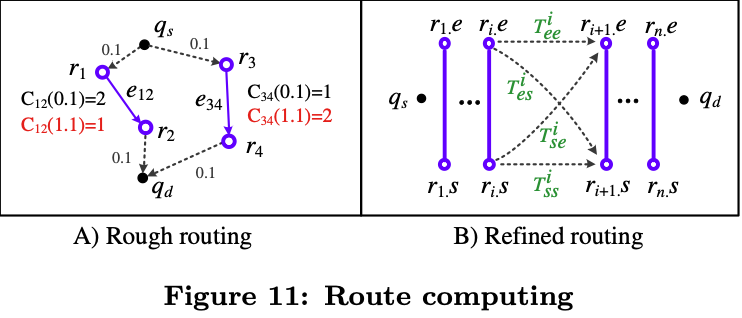 q_s
0.1 0.1
r_1 r_3
C_12(0.1)=2 e_12 e_34 C_34(0.1)=1
C_12(1.1)=1 C_34(1.1)=2
r_2 r_4
0.1 0.1
q_d
r_1.e r_i.e T^i_ee r_i+1.e r_n.e
T^i_es
q_s ... ... q_d
T^i_se
r_1.s r_i.s T^i_ss r_i+1.s r_n.s
A) Rough routing B) Refined routing
Figure 11: Route computing